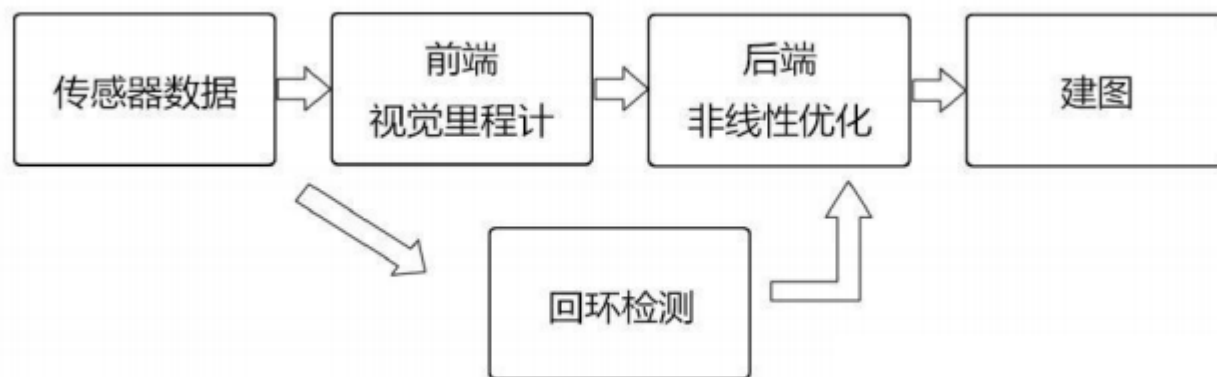 传感器数据
前端
视觉里程计
后端
非线性优化
建图
回环检测